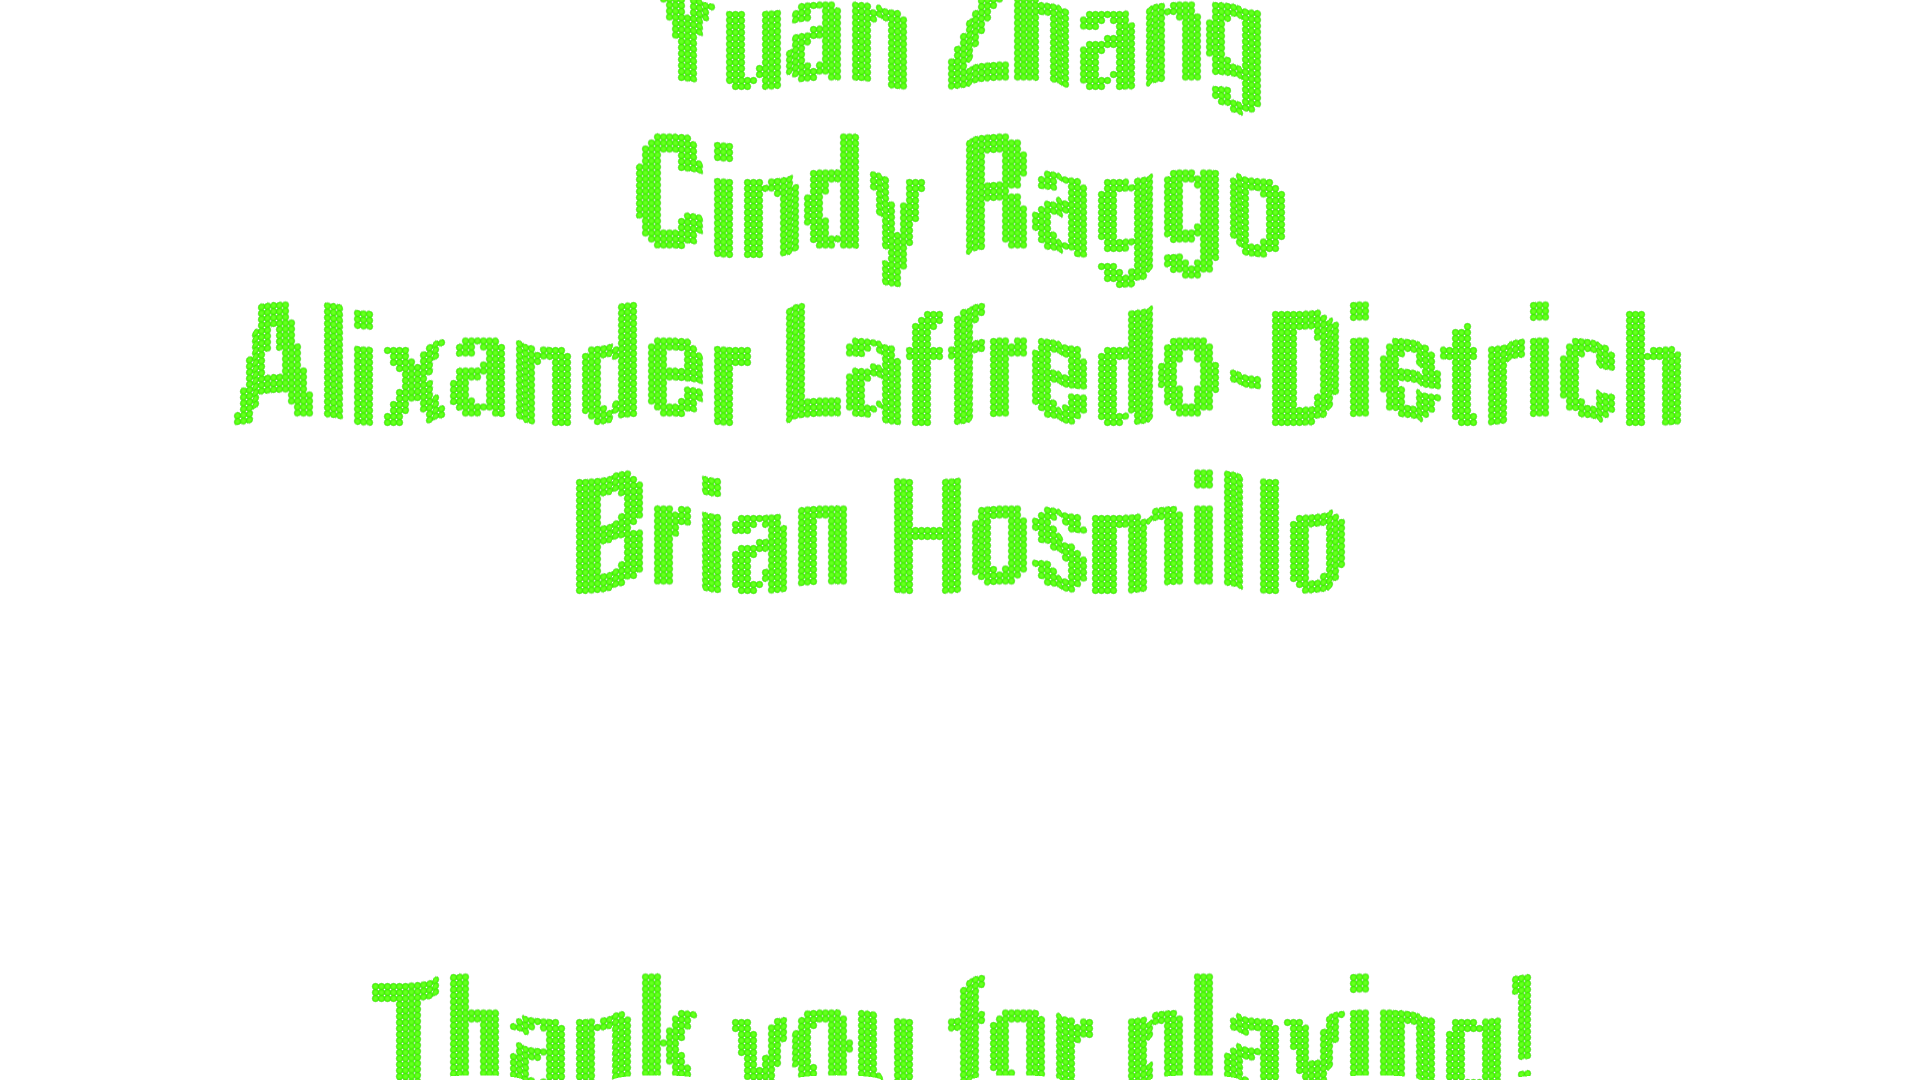 Yuan Zhang
Cindy Raggo
Alixander Laffredo-Dietrich
Brian Hosmillo
Thank you for playing!